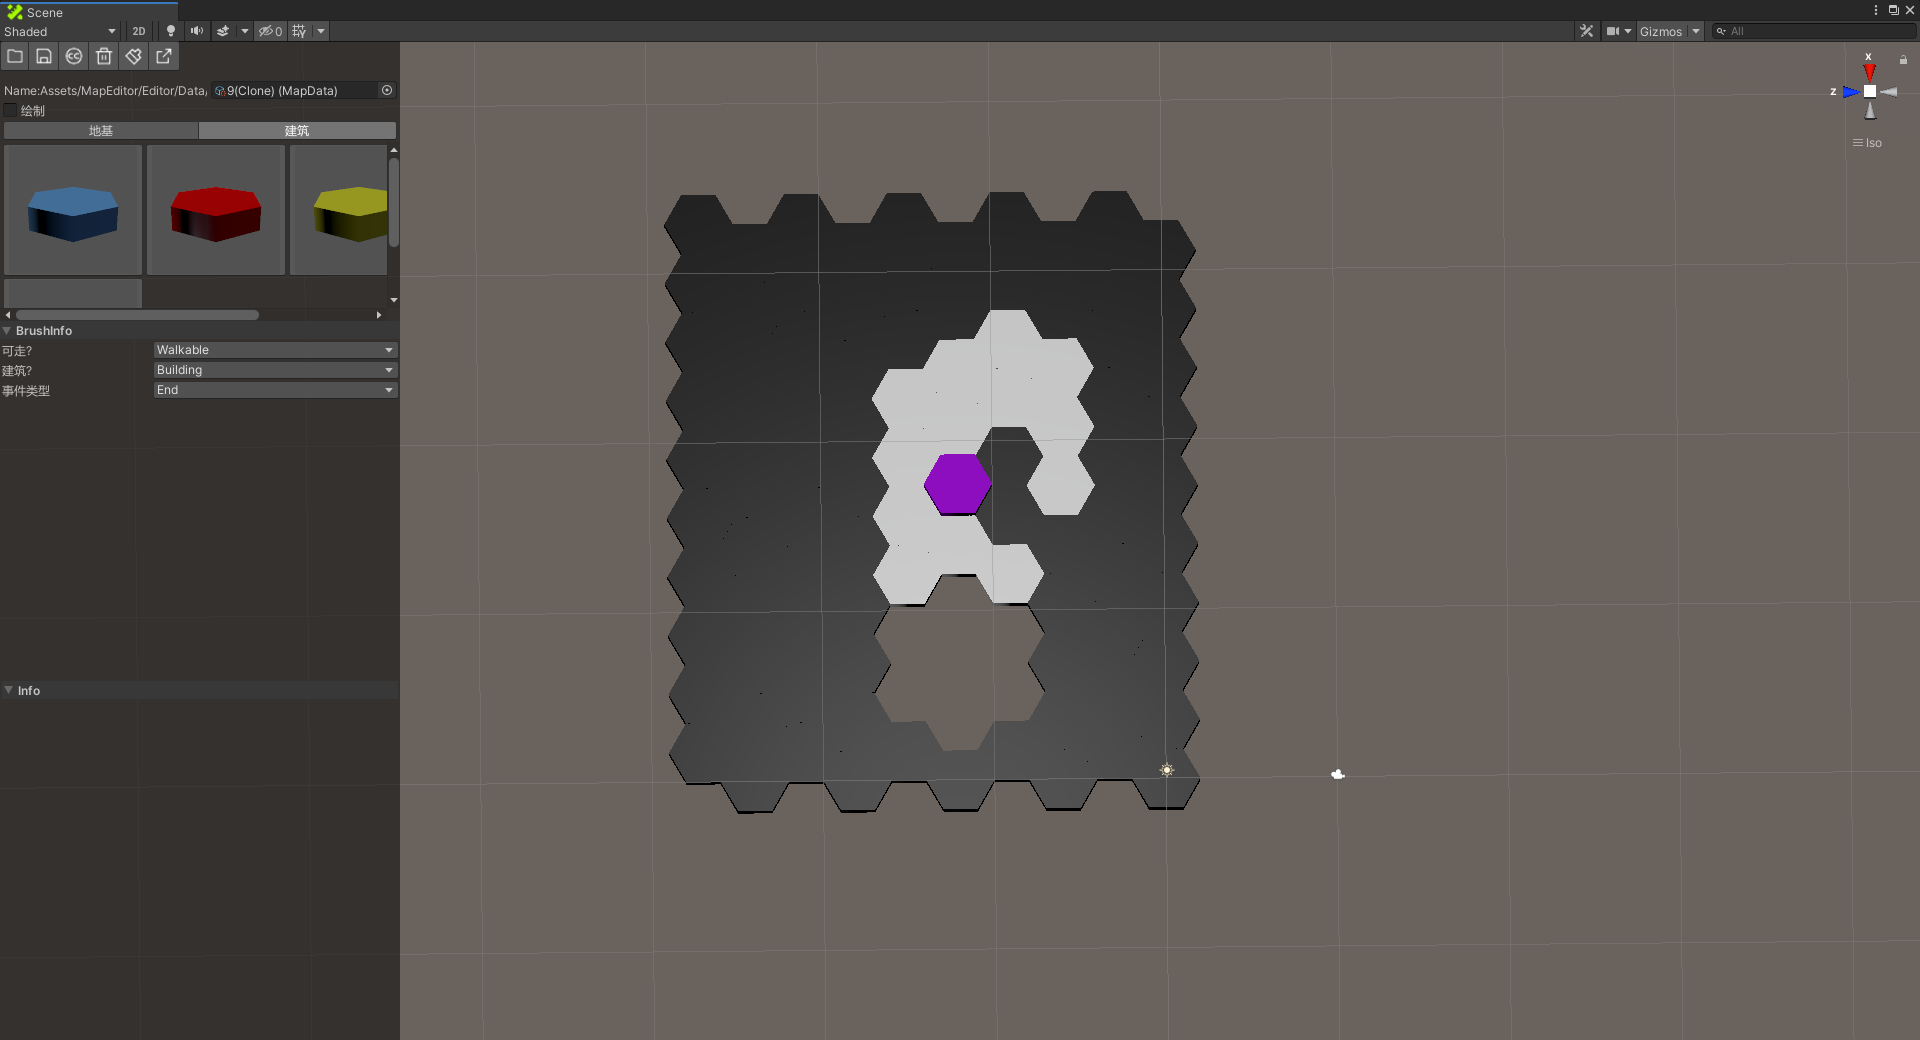 Scene
Shaded
2D
0
Gizmos
All
Name:Assets/MapEditor/Editor/Data,
9(Clone) (MapData)
绘制
地基
建筑
BrushInfo
可走?
Walkable
建筑?
Building
事件类型
End
Info
x
z
Iso